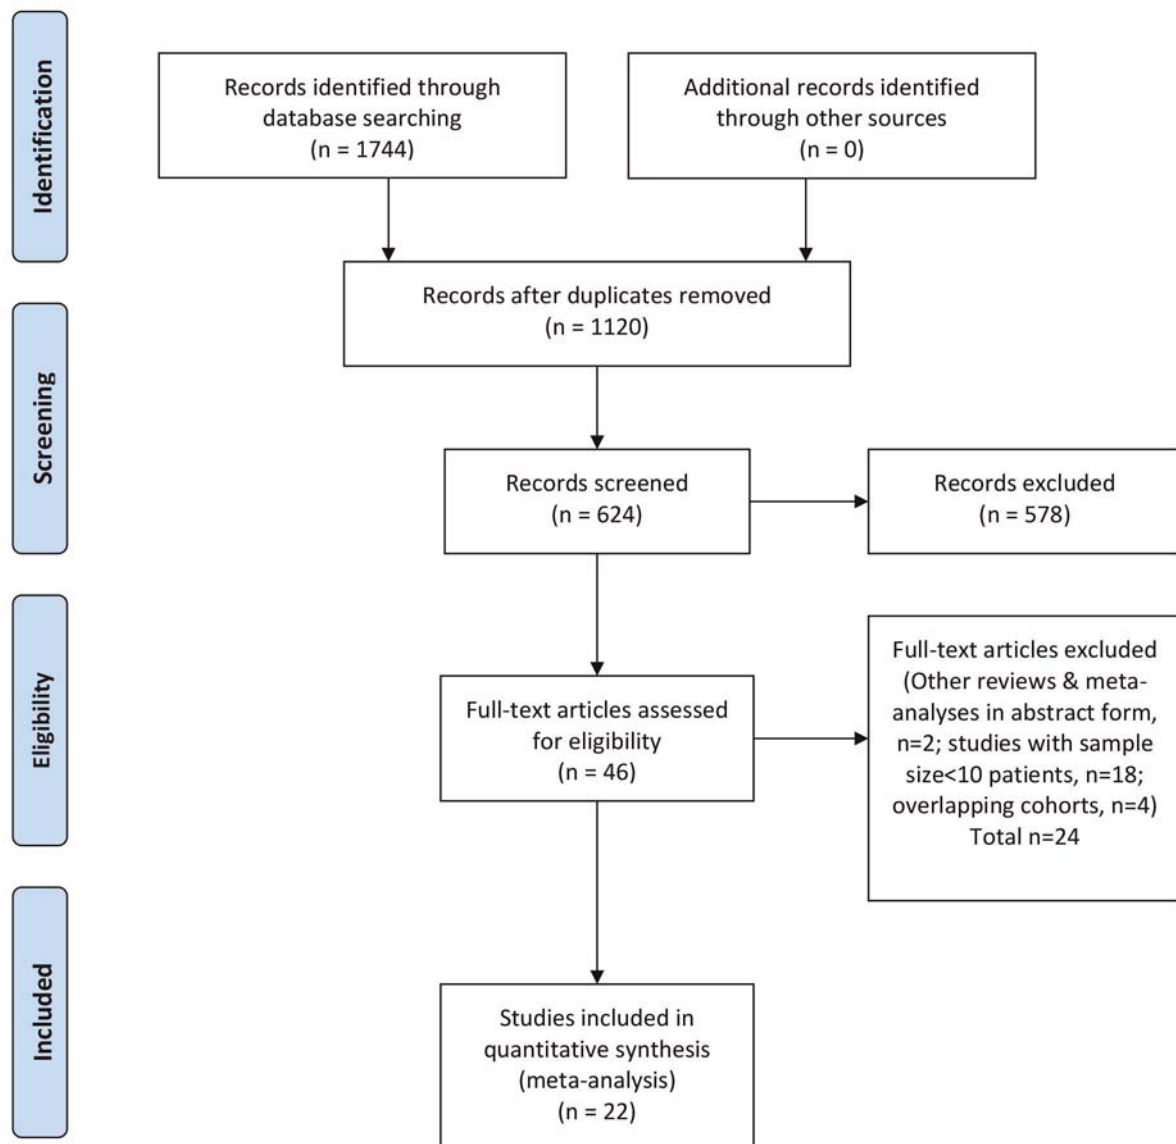 Identification
Records identified through
database searching
(n = 1744)
Additional records identified
through other sources
(n = 0)
Records after duplicates removed
(n = 1120)
Screening
Records screened
(n = 624)
Records excluded
(n = 578)
Eligibility
Full-text articles assessed
for eligibility
(n = 46)
Full-text articles excluded
(Other reviews & meta-
analyses in abstract form,
n=2; studies with sample
size<10 patients, n=18;
overlapping cohorts, n=4)
Total n=24
Included
Studies included in
quantitative synthesis
(meta-analysis)
(n = 22)